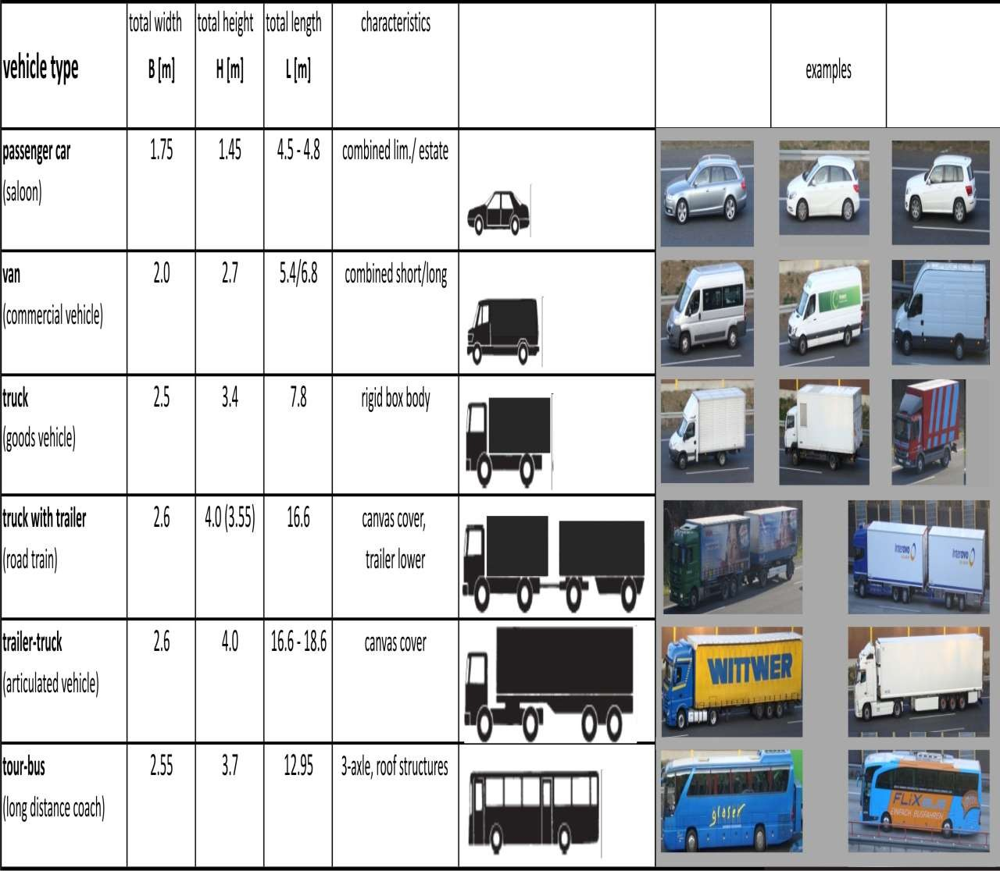 vehicle type
total width
B [m]
total height
H [m]
total length
L [m]
characteristics
examples
passenger car
(saloon)
1.75
1.45
4.5 - 4.8
combined lim./ estate
van
(commercial vehicle)
2.0
2.7
5.4/6.8
combined short/long
truck
(goods vehicle)
2.5
3.4
7.8
rigid box body
truck with trailer
(road train)
2.6
4.0 (3.55)
16.6
canvas cover,
trailer lower
Interovo
Interovo
trailer-truck
(articulated vehicle)
2.6
4.0
16.6 - 18.6
canvas cover
WITTWER
tour-bus
(long distance coach)
2.55
3.7
12.95
3-axle, roof structures
glaser
FLiXBUS
EINFACH BUSFAHREN